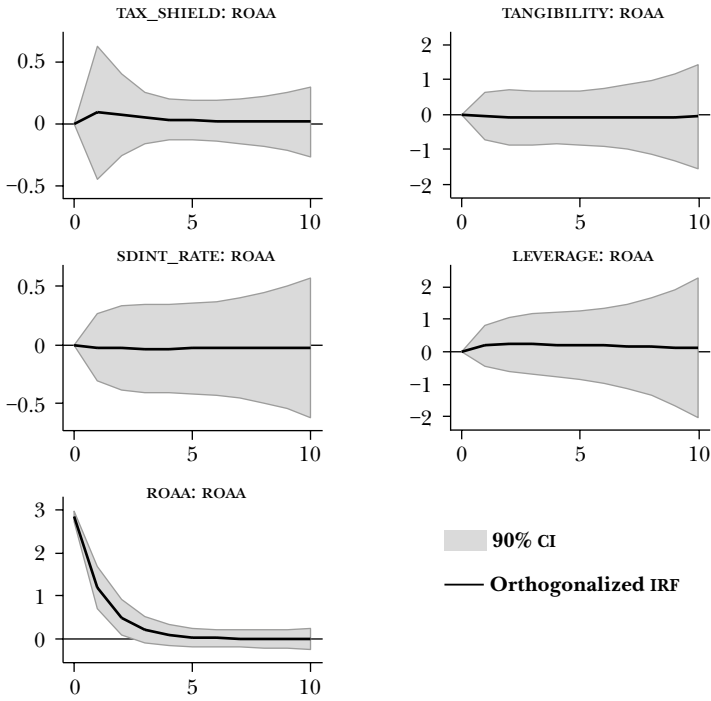 TAX_SHIELD: ROAA
TANGIBILITY: ROAA
0.5
0
−0.5
0 5 10
2
1
0
−1
−2
0 5 10
SDINT_RATE: ROAA
LEVERAGE: ROAA
0.5
0
−0.5
0 5 10
2
1
0
−1
−2
0 5 10
ROAA: ROAA
3
2
1
0
0 5 10
90% CI
Orthogonalized IRF